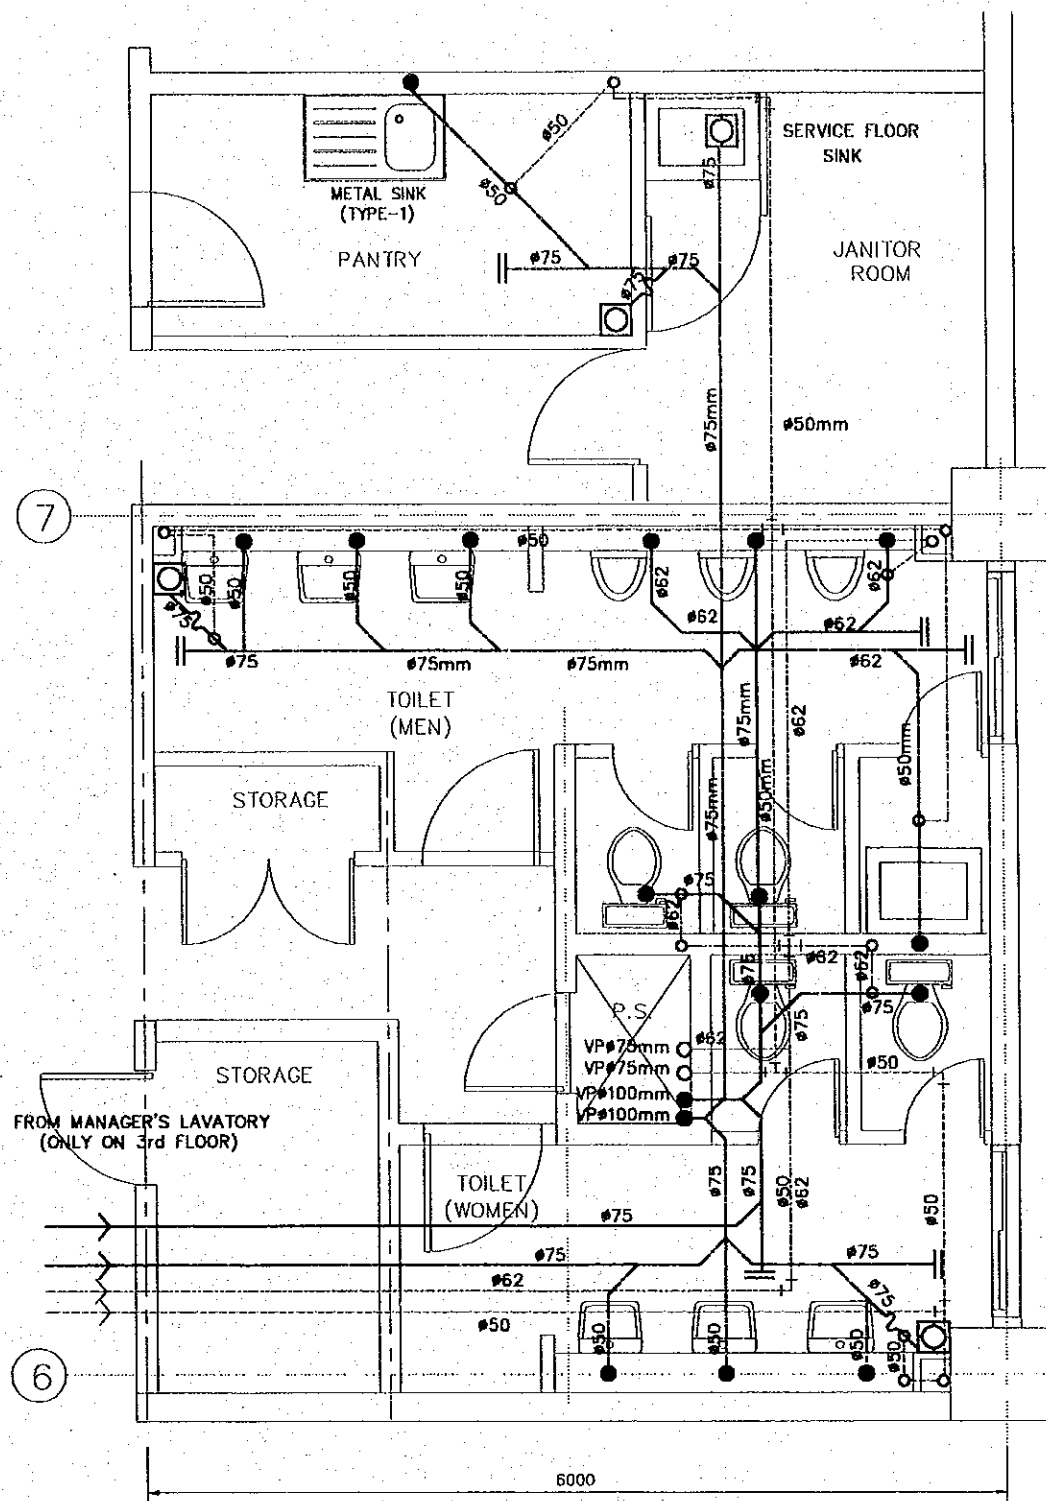 ø50
SERVICE FLOOR
SINK
ø75
METAL SINK
(TYPE-1)
ø50
PANTRY
JANITOR
ROOM
ø75
ø75
ø75
ø75mm
ø50mm
7
ø50
ø50
ø50
ø50
ø50
ø62
ø62
ø75
ø62
ø62
ø75
ø75mm
ø75mm
ø62
TOILET
(MEN)
ø75mm
ø62
ø50mm
STORAGE
ø75mm
ø50mm
ø75
ø62
ø75
ø62
ø62
ø75
P.S.
ø75
VPø75mm
ø62
VPø75mm
ø50
STORAGE
VPø100mm
VPø100mm
FROM MANAGER'S LAVATORY
(ONLY ON 3rd FLOOR)
TOILET
(WOMEN)
ø75
ø75
ø50
ø62
ø50
ø75
ø75
ø75
ø62
ø75
ø50
ø50
ø50
ø50
ø50
6
6000